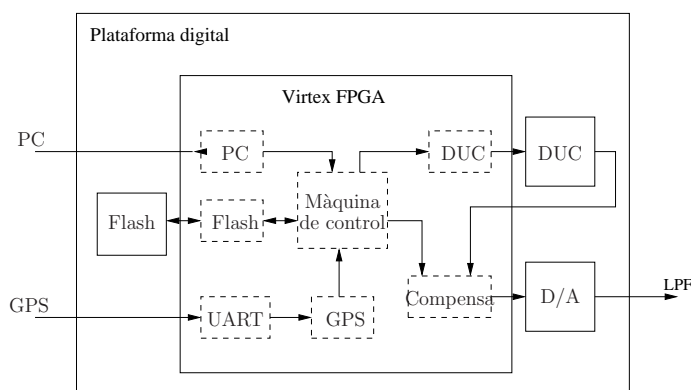 Plataforma digital
Virtex FPGA
PC
PC
DUC
DUC
Màquina
de control
Flash
Flash
Compensa
D/A
LPF
GPS
UART
GPS